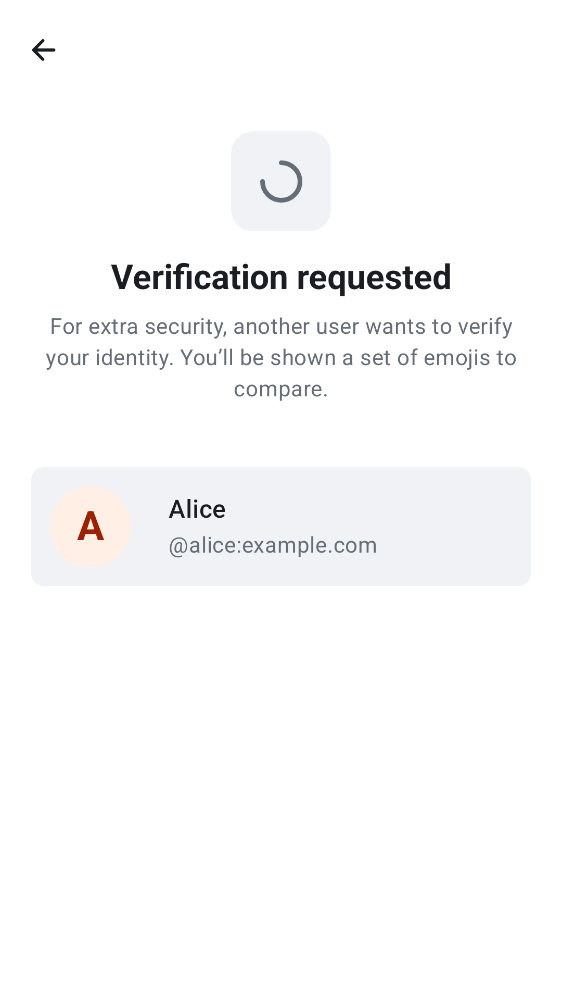 Verification requested
For extra security, another user wants to verify
your identity. You’ll be shown a set of emojis to
compare.
A
Alice
@alice:example.com